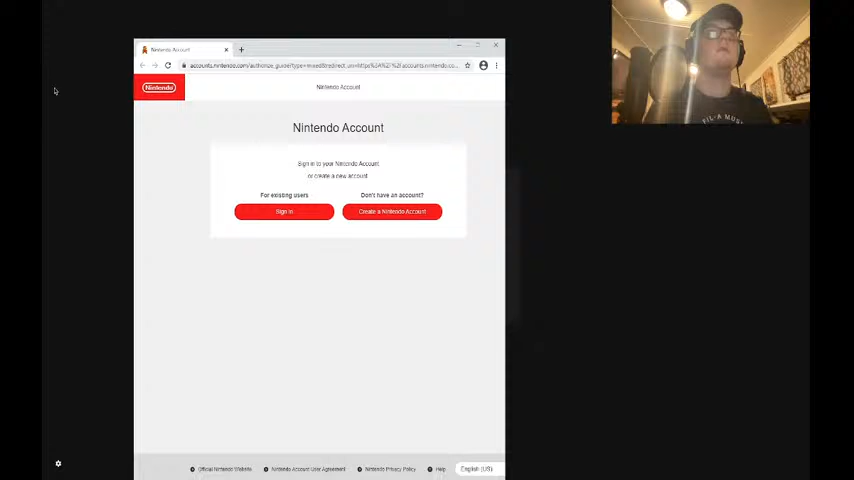 Nintendo Account
Nintendo
Nintendo Account
Nintendo Account
Sign in to your Nintendo Account
or create a new account
For existing users
Don't have an account?
Sign in
Create a Nintendo Account
Official Nintendo Website
Nintendo Account User Agreement
Nintendo Privacy Policy
Help
English (US)